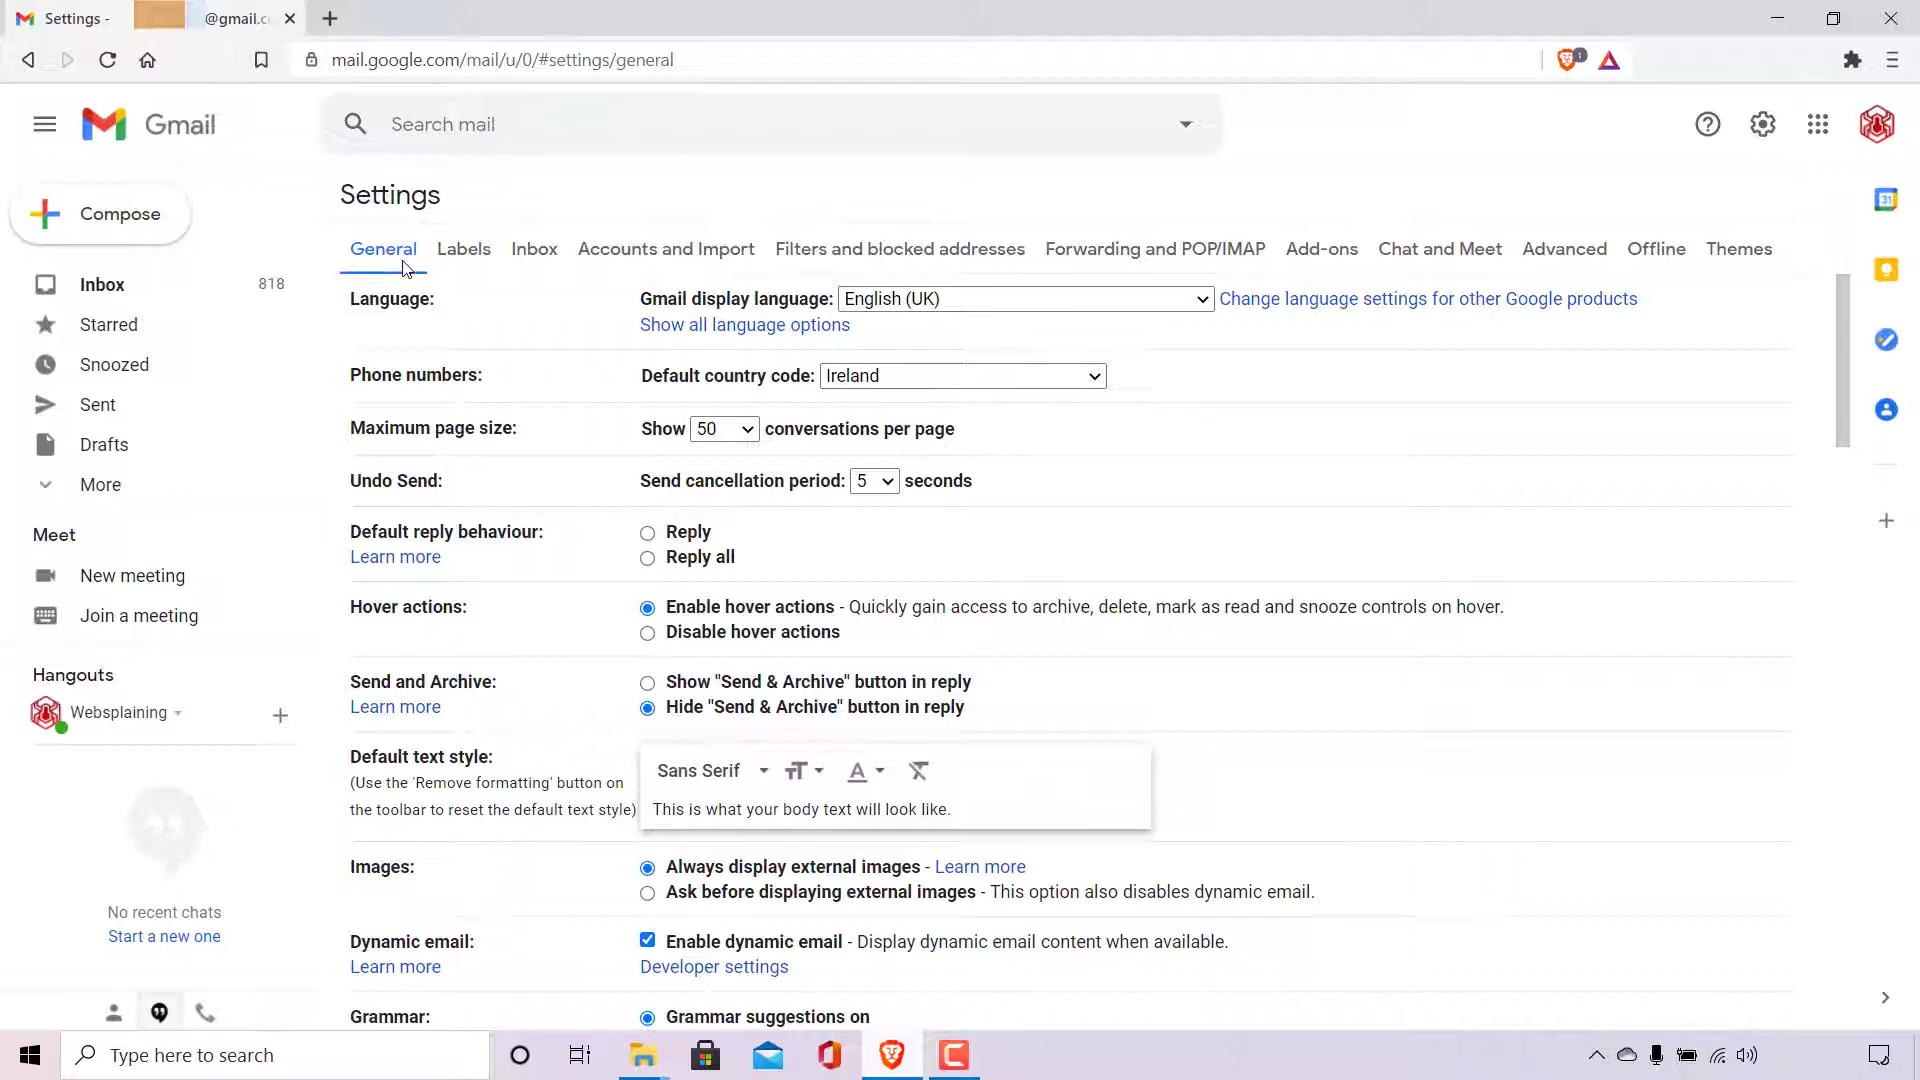 Settings -
@gmail.c
mail.google.com/mail/u/0/#settings/general
1
Gmail
Search mail
Settings
Compose
31
General
Labels
Inbox
Accounts and Import
Filters and blocked addresses
Forwarding and POP/IMAP
Add-ons
Chat and Meet
Advanced
Offline
Themes
Inbox
818
Starred
Snoozed
Sent
Drafts
More
Meet
New meeting
Join a meeting
Hangouts
Websplaining
No recent chats
Start a new one
Language:
Gmail display language: English (UK) Change language settings for other Google products
Show all language options
Phone numbers:
Default country code: Ireland
Maximum page size:
Show 50 conversations per page
Undo Send:
Send cancellation period: 5 seconds
Default reply behaviour:
Learn more
Reply
Reply all
Hover actions:
Enable hover actions - Quickly gain access to archive, delete, mark as read and snooze controls on hover.
Disable hover actions
Send and Archive:
Learn more
Show "Send & Archive" button in reply
Hide "Send & Archive" button in reply
Default text style:
(Use the 'Remove formatting' button on
the toolbar to reset the default text style)
Sans Serif
This is what your body text will look like.
Images:
Always display external images - Learn more
Ask before displaying external images - This option also disables dynamic email.
Dynamic email:
Learn more
Enable dynamic email - Display dynamic email content when available.
Developer settings
Grammar:
Grammar suggestions on
Type here to search